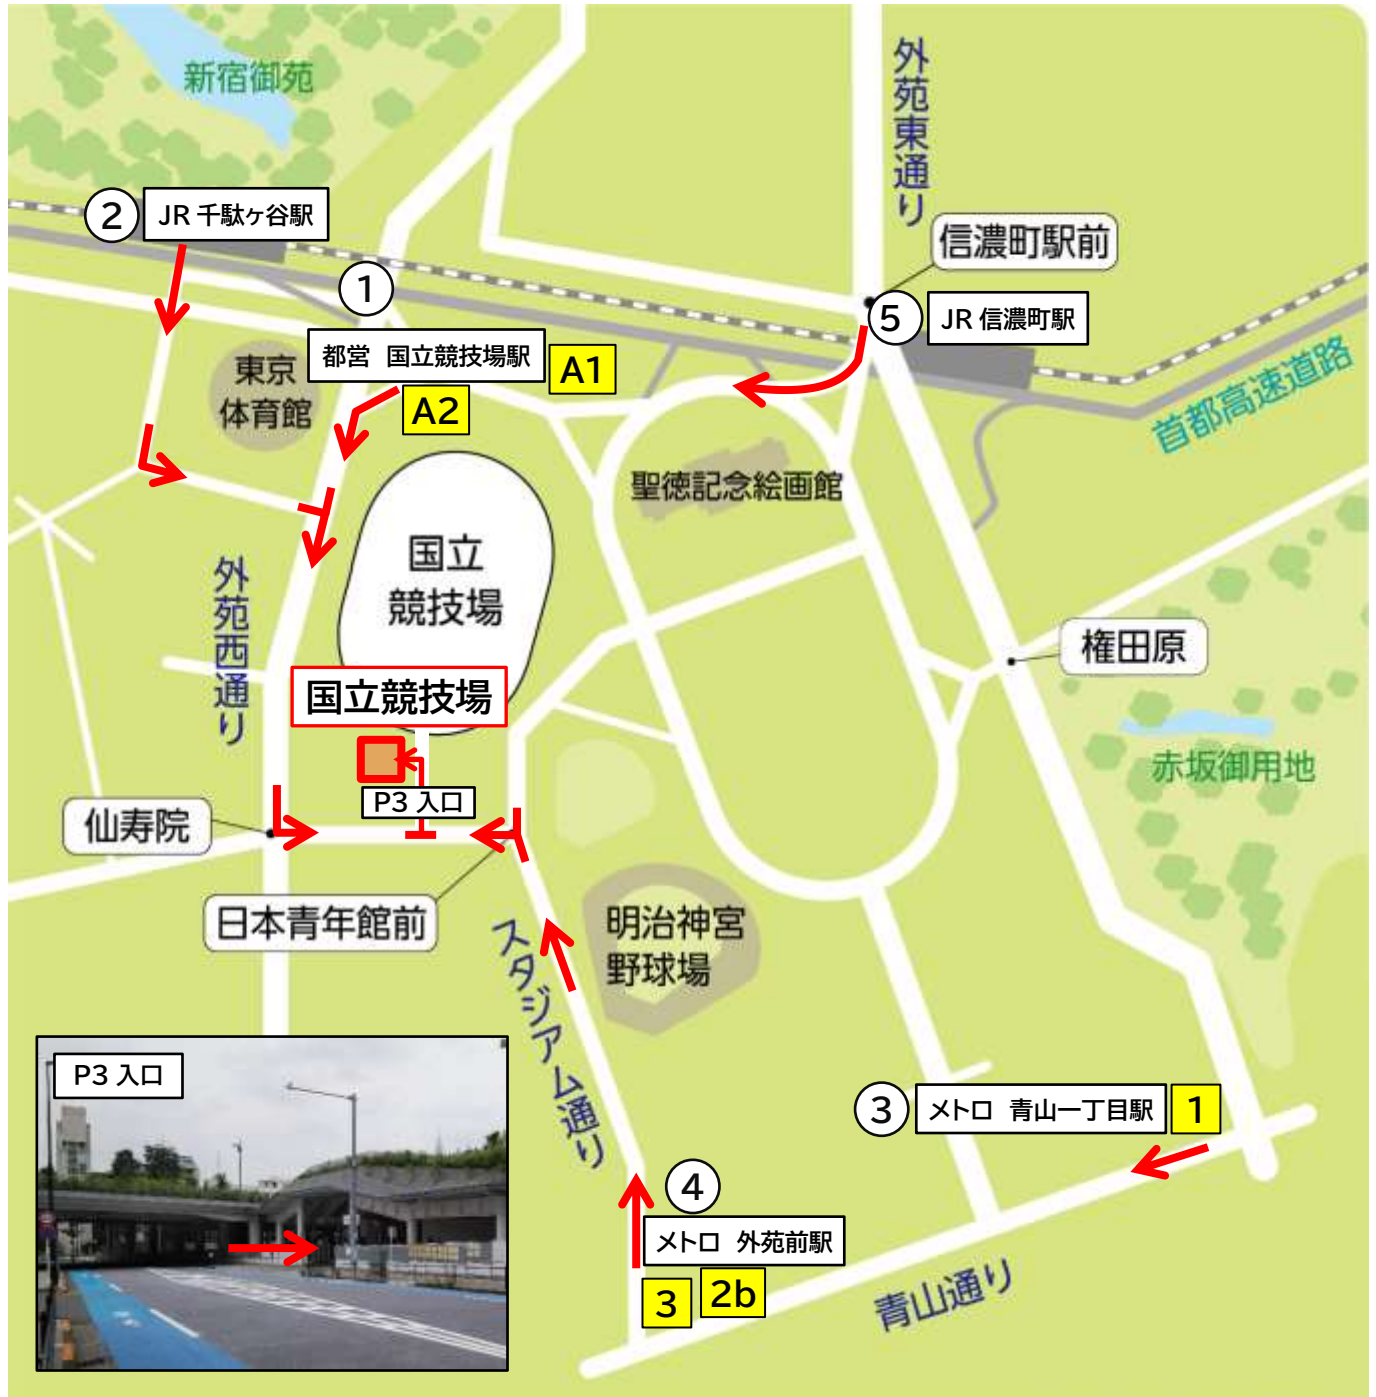 新宿御苑
外苑東通り
② JR 千駄ヶ谷駅
信濃町駅前
①
⑤ JR 信濃町駅
都営 国立競技場駅 A1
A2
東京
体育館
首都高速道路
聖徳記念絵画館
国立
競技場
外苑西通り
権田原
国立競技場
赤坂御用地
P3 入口
仙寿院
日本青年館前
明治神宮
野球場
スタジアム通り
P3 入口
③ メトロ 青山一丁目駅 1
④
メトロ 外苑前駅
3 2b
青山通り